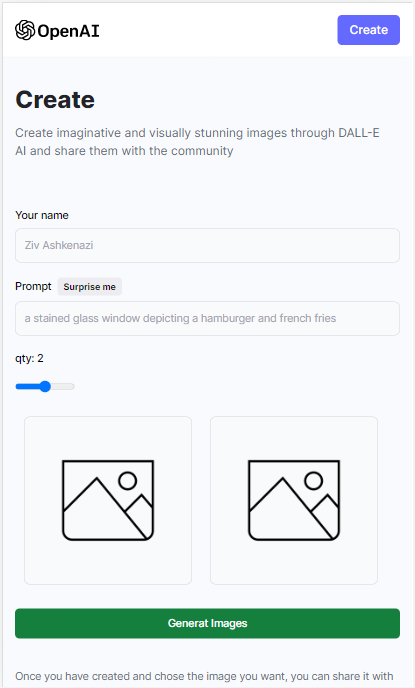 OpenAI
Create
Create
Create imaginative and visually stunning images through DALL-E
AI and share them with the community
Your name
Ziv Ashkenazi
Prompt Surprise me
a stained glass window depicting a hamburger and french fries
qty: 2
Generat Images
Once you have created and chose the image you want, you can share it with